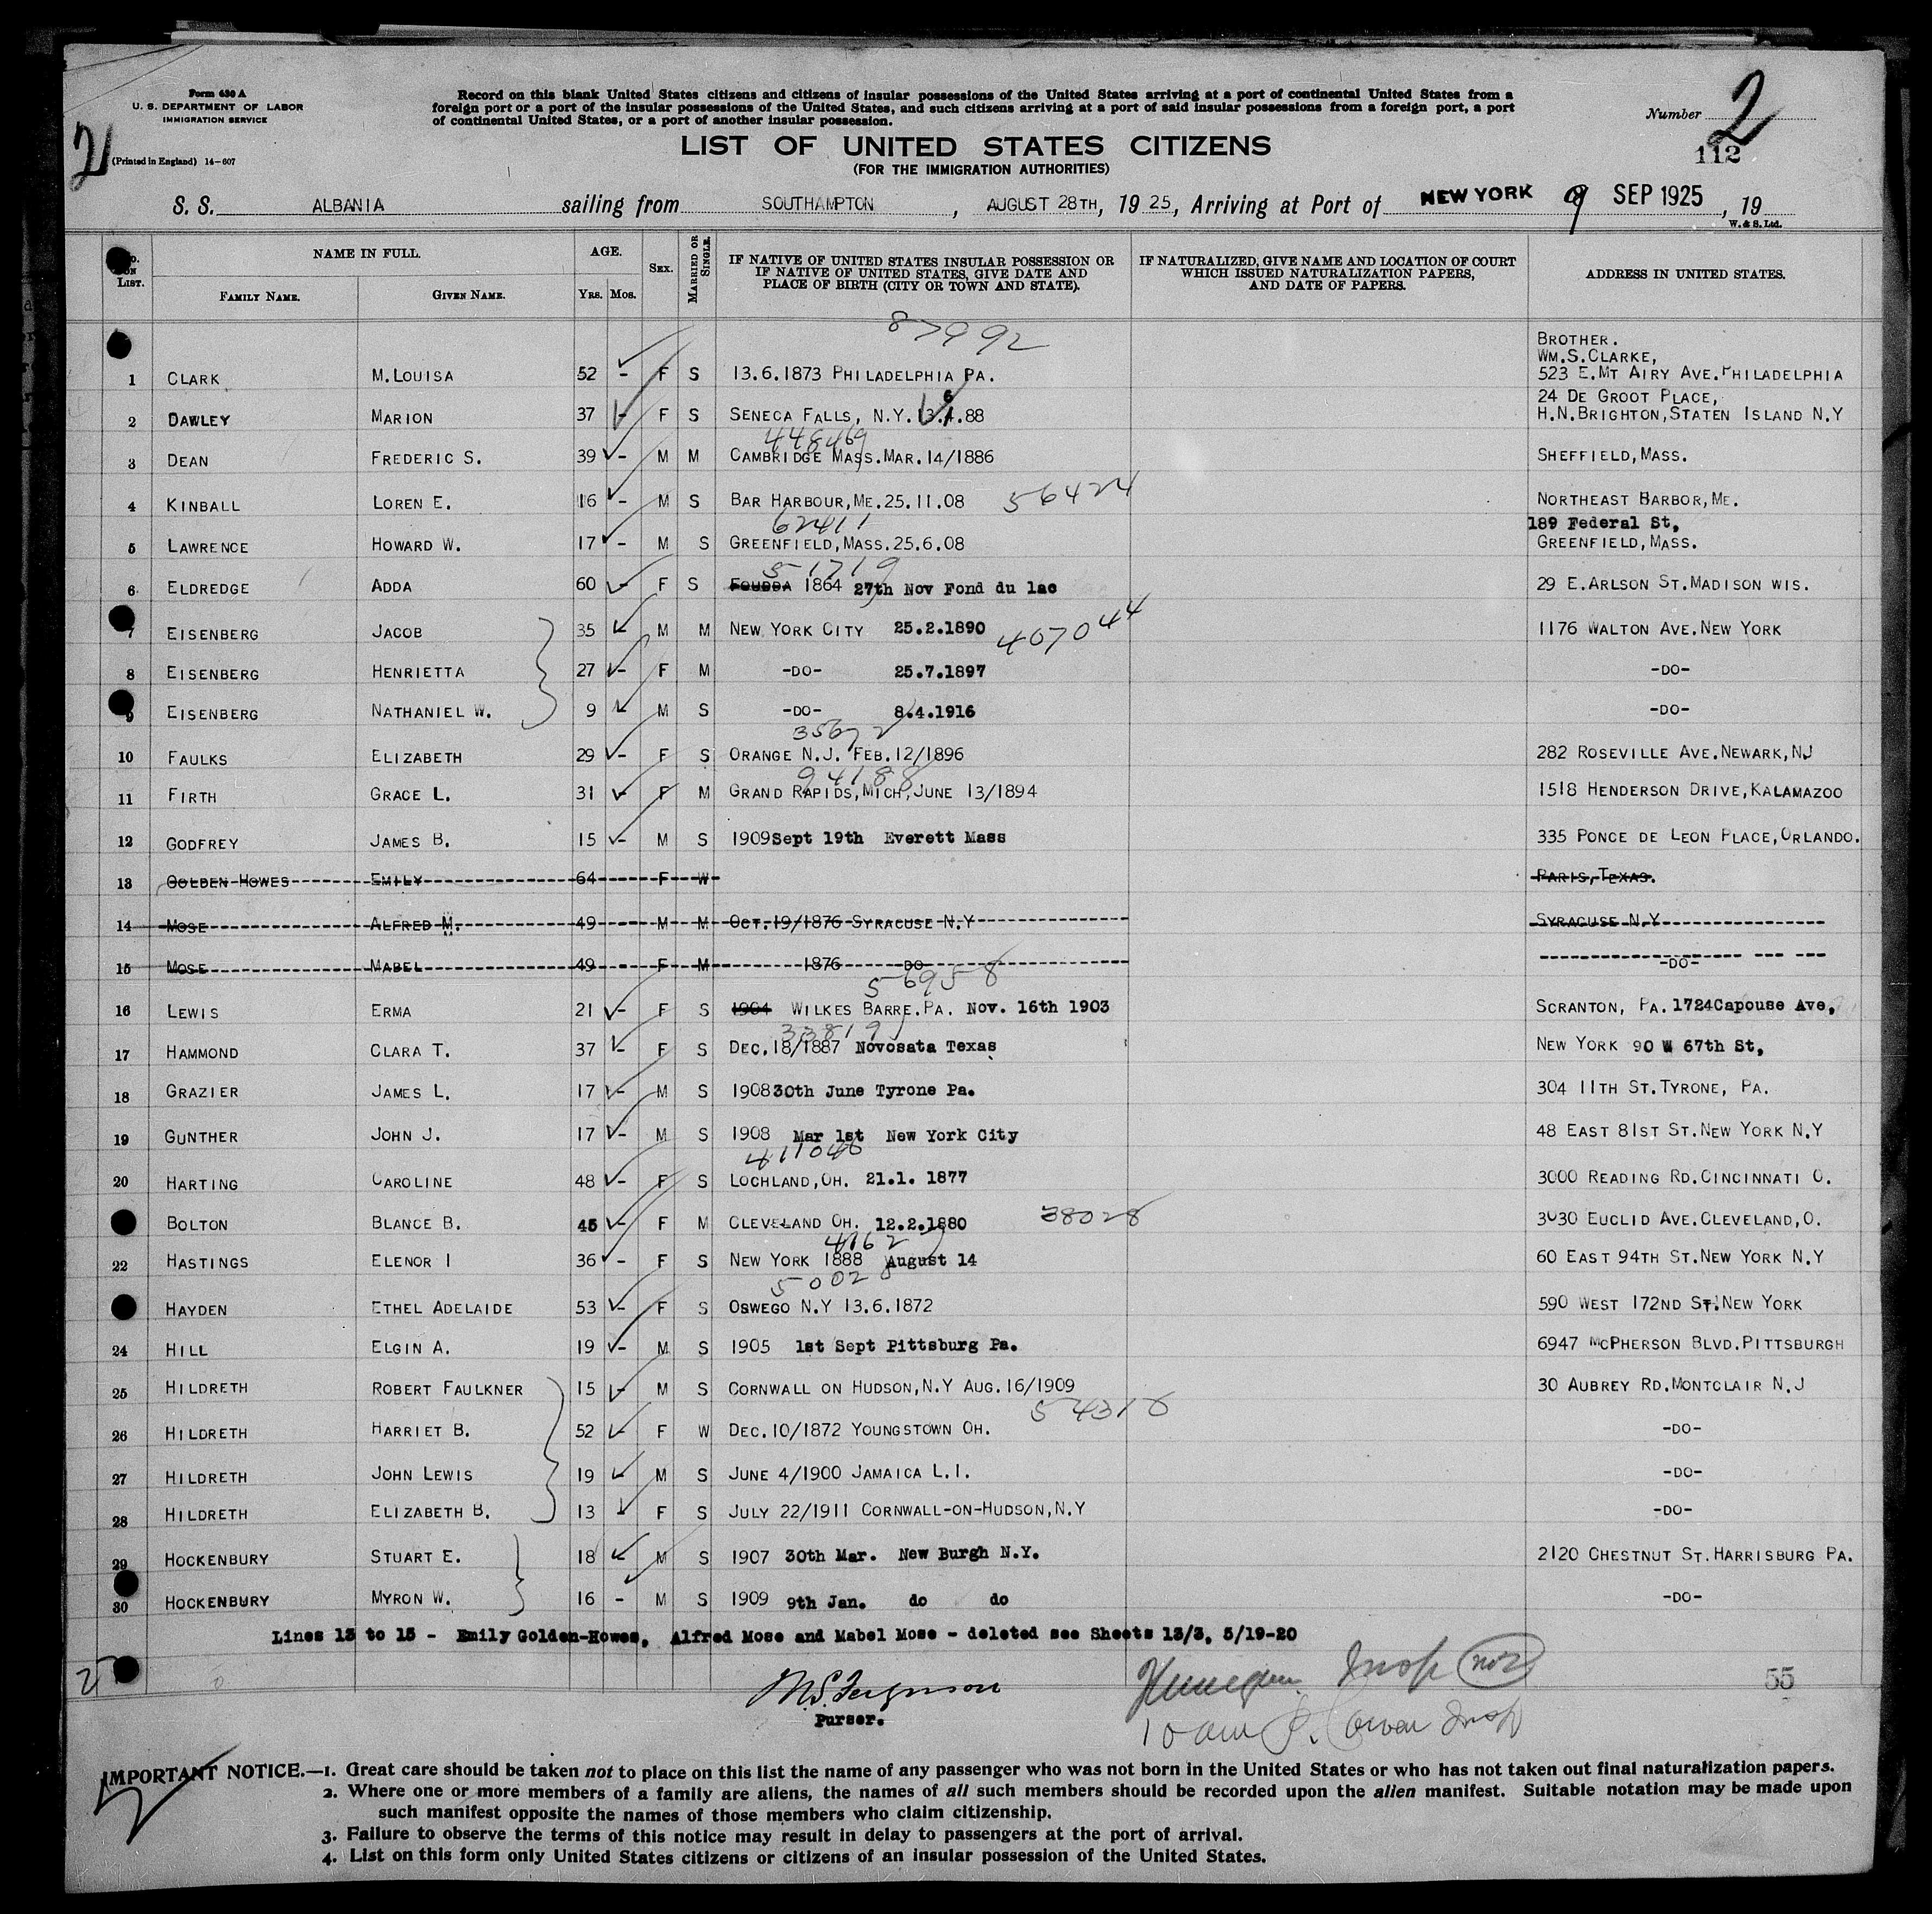 Form 630 A
U. S. DEPARTMENT OF LABOR
IMMIGRATION SERVICE
(Printed in England) 14-607
2
Record on this blank United States citizens and citizens of insular possessions of the United States arriving at a port of continental United States from a
foreign port or a port of the insular possessions of the United States, and such citizens arriving at a port of said insular possessions from a foreign port, a port
of continental United States, or a port of another insular possession.
Number 2
112
LIST OF UNITED STATES CITIZENS
(FOR THE IMMIGRATION AUTHORITIES)
S. S. ALBANIA sailing from SOUTHAMPTON, AUGUST 28TH, 1925, Arriving at Port of NEW YORK SEP 1925, 19
W. & S. Ltd.
LIST. NAME IN FULL. AGE. SEX. MARRIED OR SINGLE. IF NATIVE OF UNITED STATES INSULAR POSSESSION OR IF NATIVE OF UNITED STATES, GIVE DATE AND PLACE OF BIRTH (CITY OR TOWN AND STATE). IF NATURALIZED, GIVE NAME AND LOCATION OF COURT WHICH ISSUED NATURALIZATION PAPERS, AND DATE OF PAPERS. ADDRESS IN UNITED STATES.
FAMILY NAME. GIVEN NAME. YRS. MOS.
87992
BROTHER.
WM.S.CLARKE,
1 CLARK M.LOUISA 52 - F S 13.6.1873 PHILADELPHIA PA. 523 E.MT AIRY AVE.PHILADELPHIA
24 DE GROOT PLACE,
2 DAWLEY MARION 37 - F S SENECA FALLS, N.Y. 13.6.88 H.N.BRIGHTON,STATEN ISLAND N.Y
448469
3 DEAN FREDERIC S. 39 - M M CAMBRIDGE MASS.MAR.14/1886 SHEFFIELD,MASS.
4 KINBALL LOREN E. 16 - M S BAR HARBOUR,ME.25.11.08 56424 NORTHEAST HARBOR,ME.
62411
189 Federal St,
5 LAWRENCE HOWARD W. 17 - M S GREENFIELD,MASS.25.6.08 GREENFIELD,MASS.
51719
6 ELDREDGE ADDA 60 - F S 1864 27th Nov Fond du lac 29 E.ARLSON ST.MADISON WIS.
7 EISENBERG JACOB 35 M M NEW YORK CITY 25.2.1890 407044 1176 WALTON AVE.NEW YORK
8 EISENBERG HENRIETTA 27 - F M -DO- 25.7.1897 -DO-
9 EISENBERG NATHANIEL W. 9 - M S -DO- 8.4.1916 -DO-
35672
10 FAULKS ELIZABETH 29 - F S ORANGE N.J. FEB.12/1896 282 ROSEVILLE AVE.NEWARK,NJ
94188
11 FIRTH GRACE L. 31 - F M GRAND RAPIDS,MICH,JUNE 13/1894 1518 HENDERSON DRIVE,KALAMAZOO
12 GODFREY JAMES B. 15 - M S 1909Sept 19th Everett Mass 335 PONCE DE LEON PLACE,ORLANDO.
13 GOLDEN HOWES EMILY 64 F W PARIS,TEXAS.
14 MOSE ALFRED M. 49 M M OCT.19/1876 SYRACUSE N.Y SYRACUSE N.Y
15 MOSE MABEL 49 F M 1876 DO -DO-
56958
16 LEWIS ERMA 21 - F S 1904 WILKES BARRE.PA. Nov. 16th 1903 SCRANTON, PA.1724Capouse Ave,
33819
17 HAMMOND CLARA T. 37 - F S DEC.18/1887 Novosata Texas NEW YORK 90 W 67th St,
18 GRAZIER JAMES L. 17 - M S 190830th June Tyrone Pa. 304 11TH ST.TYRONE, PA.
19 GUNTHER JOHN J. 17 - M S 1908 Mar 1st New York City 48 EAST 81ST ST.NEW YORK N.Y
411046
20 HARTING CAROLINE 48 - F S LOCHLAND,OH. 21.1. 1877 3000 READING RD.CINCINNATI O.
BOLTON BLANCE B. 45 - F M CLEVELAND OH. 12.2.1880 38028 3030 EUCLID AVE.CLEVELAND,O.
4162
22 HASTINGS ELENOR I 36 - F S NEW YORK 1888 August 14 60 EAST 94TH ST.NEW YORK N.Y
50028
HAYDEN ETHEL ADELAIDE 53 - F S OSWEGO N.Y 13.6.1872 590 WEST 172ND ST.NEW YORK
24 HILL ELGIN A. 19 - M S 1905 1st Sept Pittsburg Pa. 6947 MCPHERSON BLVD.PITTSBURGH
25 HILDRETH ROBERT FAULKNER 15 - M S CORNWALL ON HUDSON,N.Y AUG.16/1909 30 AUBREY RD.MONTCLAIR N.J
54316
26 HILDRETH HARRIET B. 52 - F W DEC.10/1872 YOUNGSTOWN OH. -DO-
27 HILDRETH JOHN LEWIS 19 - M S JUNE 4/1900 JAMAICA L.I. -DO-
28 HILDRETH ELIZABETH B. 13 - F S JULY 22/1911 CORNWALL-ON-HUDSON,N.Y -DO-
29 HOCKENBURY STUART E. 18 - M S 1907 30th Mar. New Burgh N.Y. 2120 CHESTNUT ST.HARRISBURG PA.
30 HOCKENBURY MYRON W. 16 - M S 1909 9th Jan. do do -DO-
Lines 13 to 15 - Emily Golden-Howes, Alfred Mose and Mabel Mose - deleted see Sheets 13/3, 5/19-20
2
M.S. Ferguson
Purser.
Insp
55
10 am Insp
IMPORTANT NOTICE.—1. Great care should be taken not to place on this list the name of any passenger who was not born in the United States or who has not taken out final naturalization papers.
2. Where one or more members of a family are aliens, the names of all such members should be recorded upon the alien manifest. Suitable notation may be made upon
such manifest opposite the names of those members who claim citizenship.
3. Failure to observe the terms of this notice may result in delay to passengers at the port of arrival.
4. List on this form only United States citizens or citizens of an insular possession of the United States.